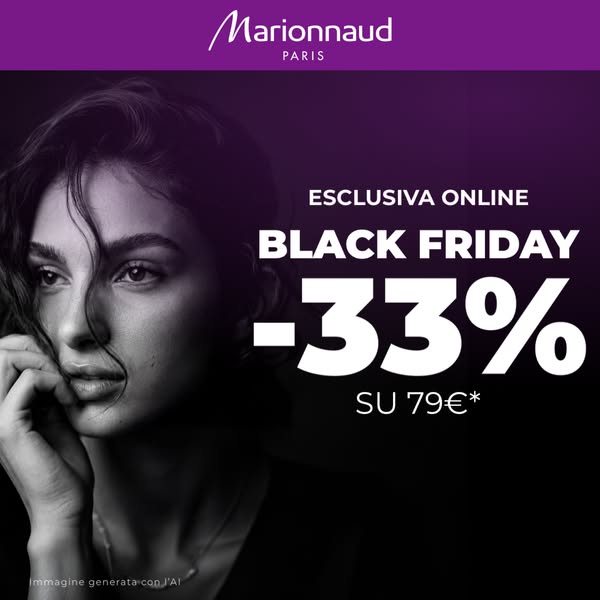 Marionnaud
PARIS
ESCLUSIVA ONLINE
BLACK FRIDAY
-33%
SU 79€*
Immagine generata con l'AI